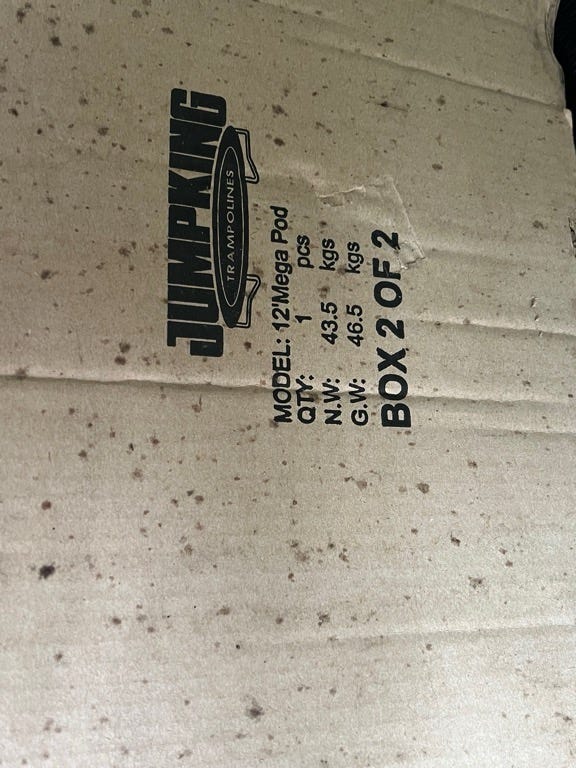 JUMPKING
TRAMPOLINES
MODEL: 12'Mega Pod
QTY: 1 pcs
N.W: 43.5 kgs
G.W: 46.5 kgs
BOX 2 OF 2